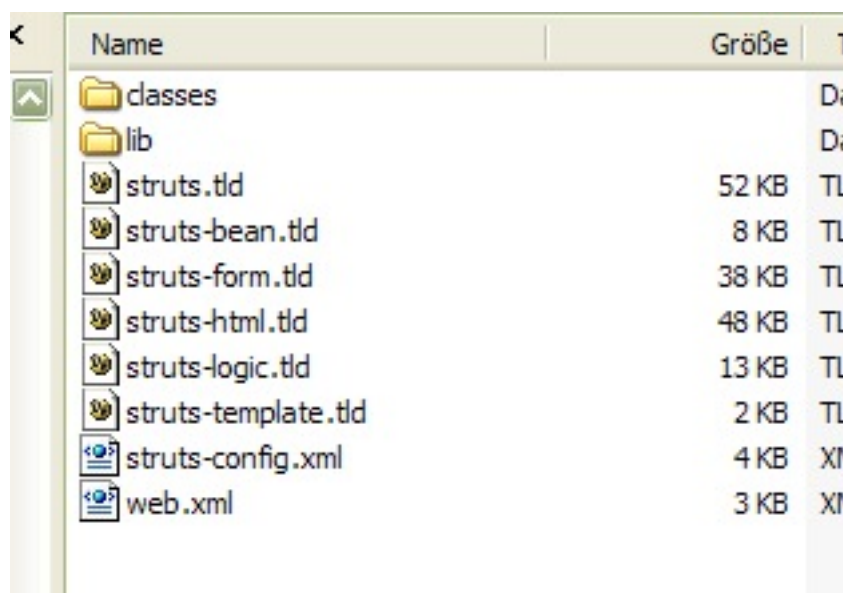 Name Größe
classes
lib
struts.tld 52 KB
struts-bean.tld 8 KB
struts-form.tld 38 KB
struts-html.tld 48 KB
struts-logic.tld 13 KB
struts-template.tld 2 KB
struts-config.xml 4 KB
web.xml 3 KB